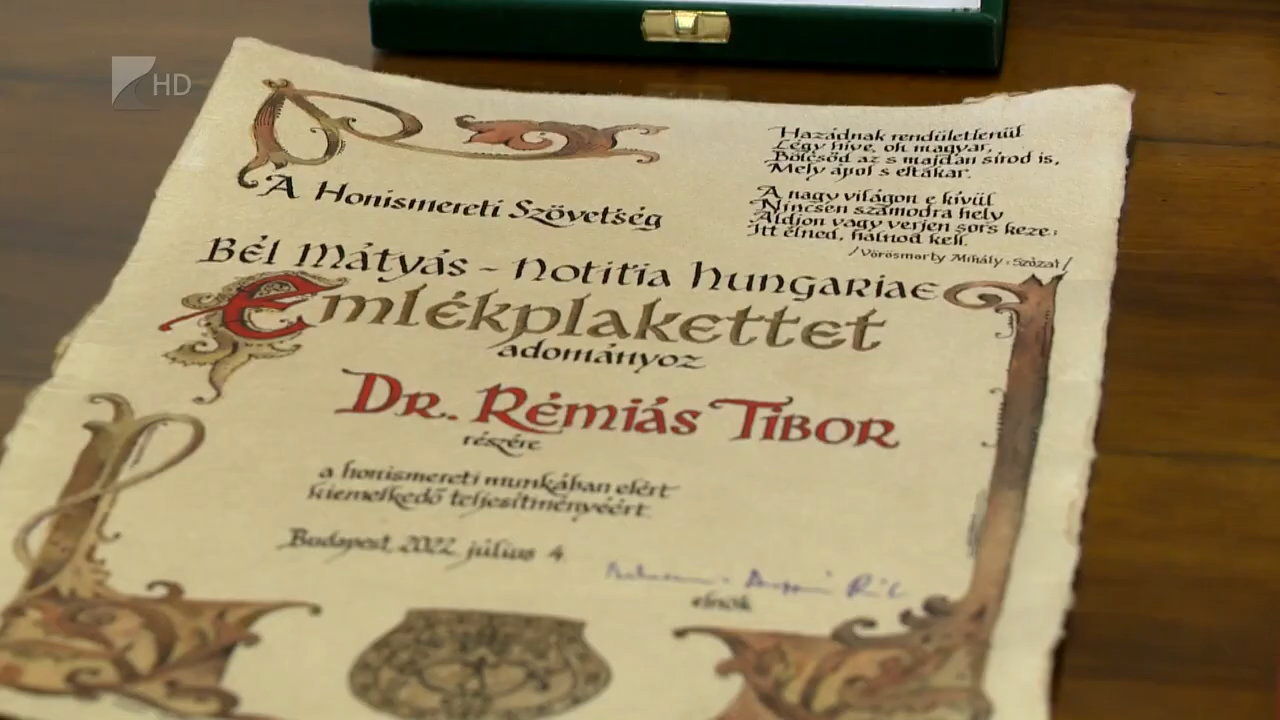 HD
Hazádnak rendületlenül
Légy híve, oh magyar,
Bölcsőd az s majdan sírod is,
Mely ápol s eltakar.
A nagy világon e kívül
Nincsen számodra hely
Áldjon vagy verjen sors keze:
Itt élned, halnod kell.
/Vörösmarty Mihály: Szózat/
A Honismereti Szövetség
Bél Mátyás - Notitia Hungariae
Emlékplakettet
adományoz
Dr. Rémiás Tibor
részére
a honismereti munkában elért
kiemelkedő teljesítményéért
Budapest, 2022. július 4.
elnök